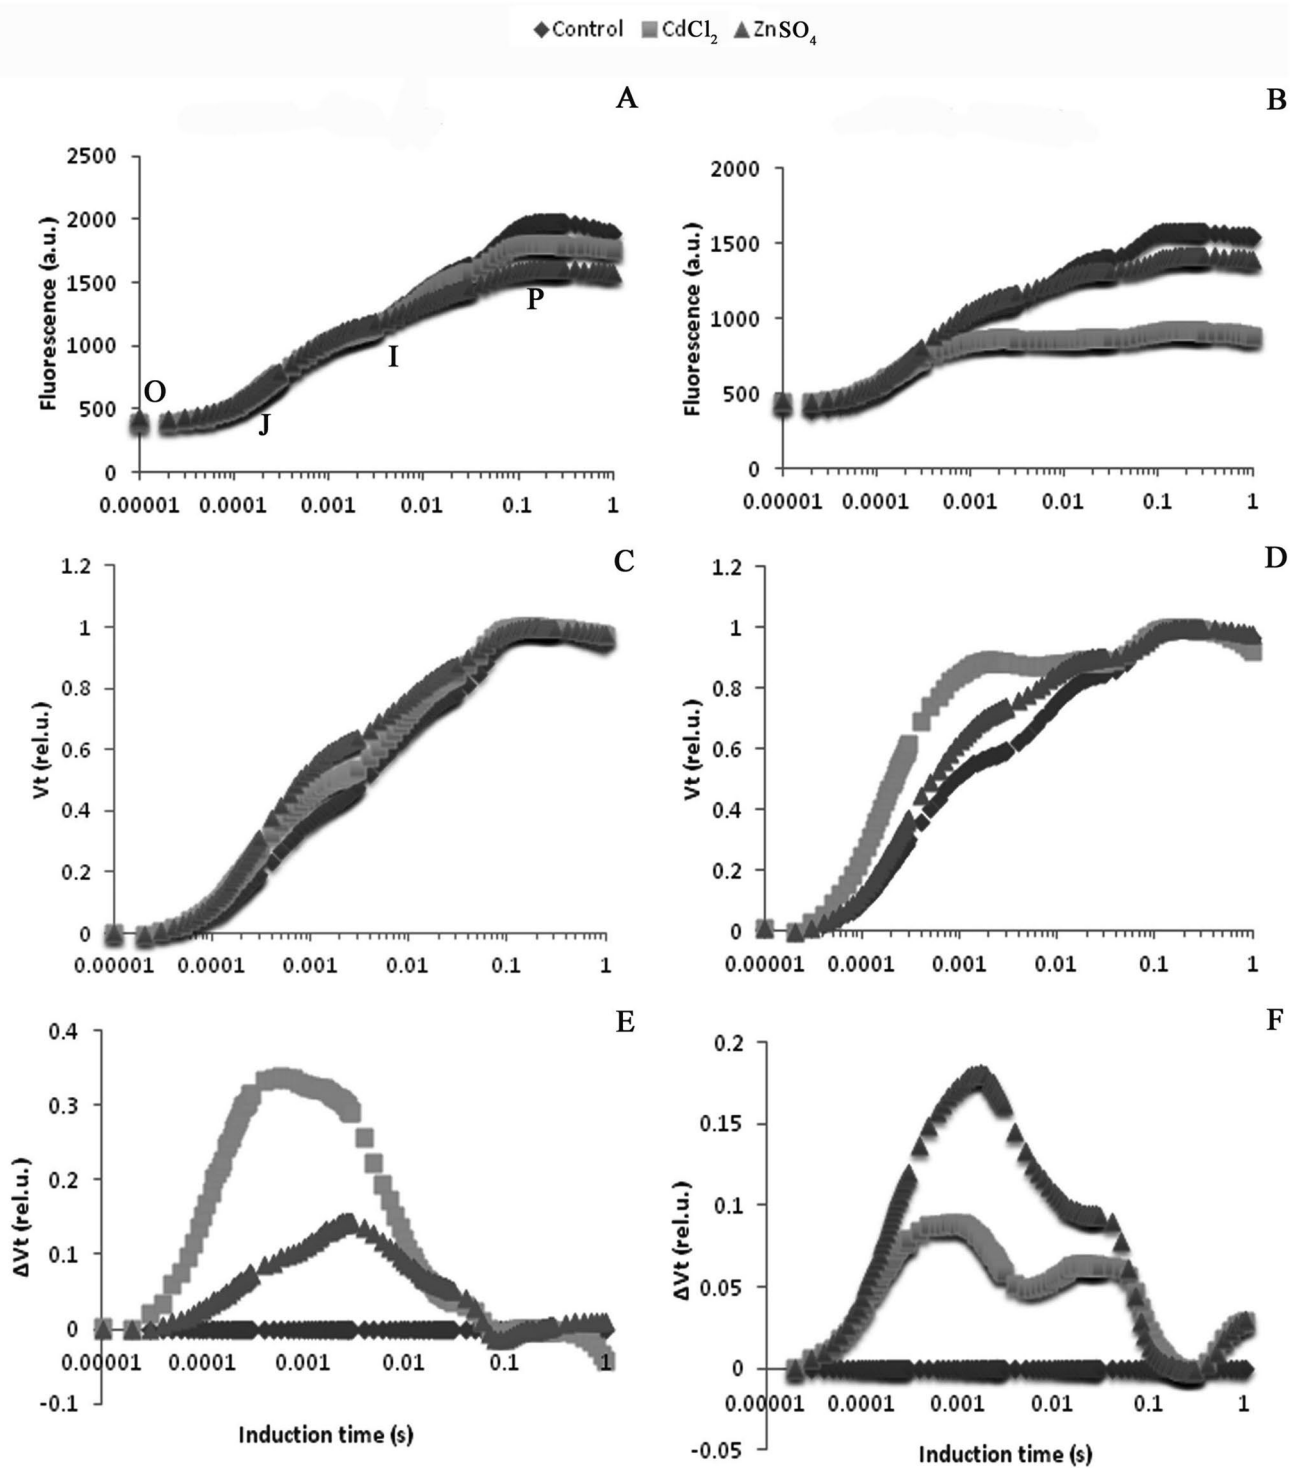 Control CdCl2 ZnSO4
A
2500
2000
1500
1000
500
0
Fluorescence (a.u.)
O
J
I
P
0.00001 0.0001 0.001 0.01 0.1 1
B
2000
1500
1000
500
0
Fluorescence (a.u.)
0.00001 0.0001 0.001 0.01 0.1 1
C
1.2
1
0.8
0.6
0.4
0.2
0
Vt (rel.u.)
0.00001 0.0001 0.001 0.01 0.1 1
D
1.2
1
0.8
0.6
0.4
0.2
0
Vt (rel.u.)
0.00001 0.0001 0.001 0.01 0.1 1
E
0.4
0.3
0.2
0.1
0
-0.1
ΔVt (rel.u.)
0.00001 0.0001 0.001 0.01 0.1 1
Induction time (s)
F
0.2
0.15
0.1
0.05
0
-0.05
ΔVt (rel.u.)
0.00001 0.0001 0.001 0.01 0.1 1
Induction time (s)